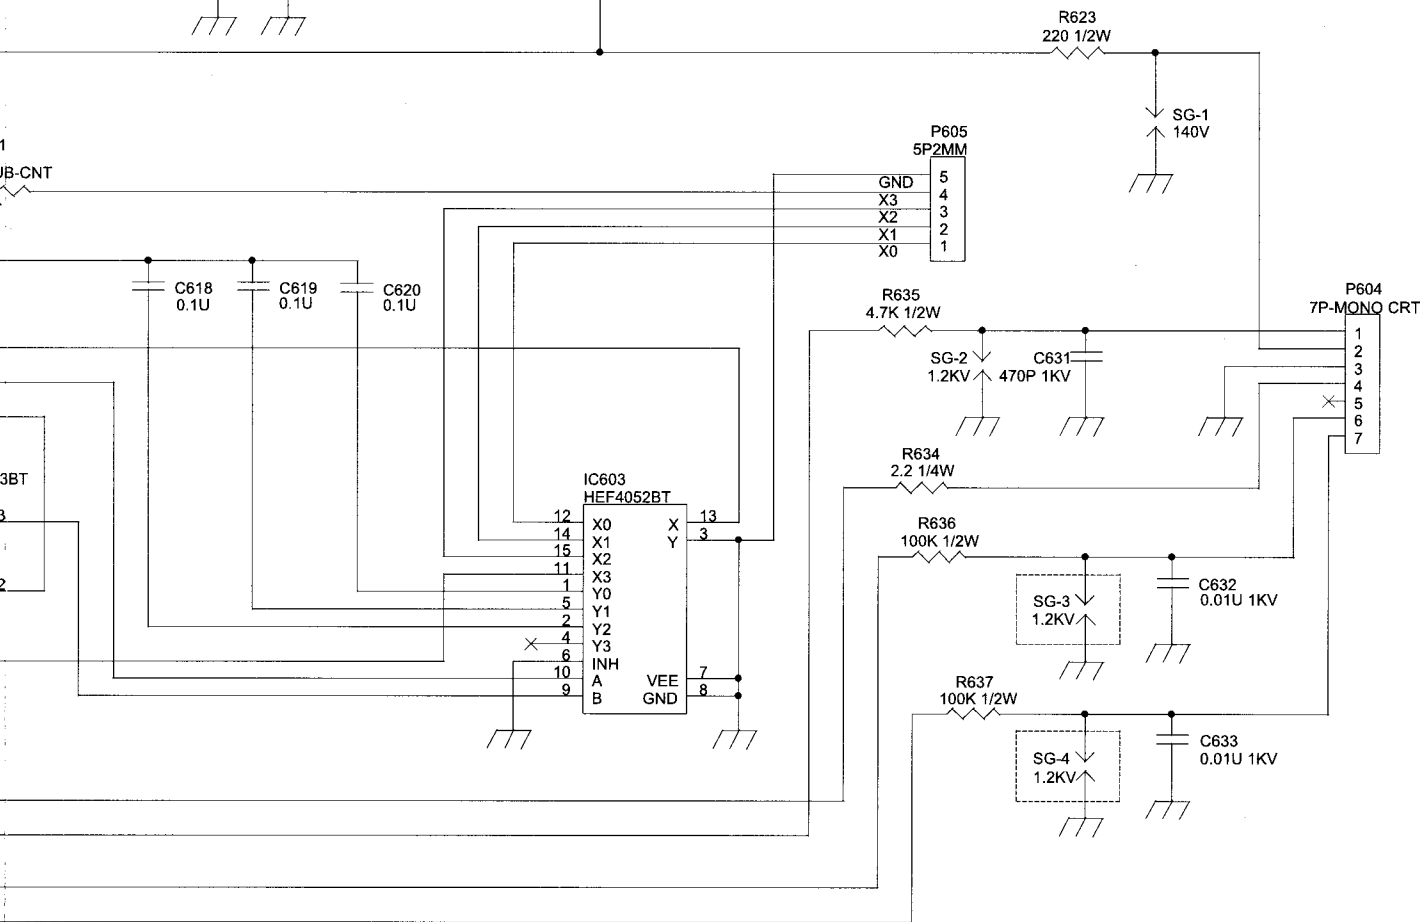 R623
220 1/2W
SG-1
140V
1
JB-CNT
P605
5P2MM
GND
X3
X2
X1
X0
5
4
3
2
1
C618
0.1U
C619
0.1U
C620
0.1U
R635
4.7K 1/2W
P604
7P-MONO CRT
SG-2
1.2KV
C631
470P 1KV
1
2
3
4
5
6
7
R634
2.2 1/4W
3BT
3
2
IC603
HEF4052BT
12 X0 X 13
14 X1 Y 3
15 X2
11 X3
1 Y0
5 Y1
2 Y2
4 Y3
6 INH
10 A VEE 7
9 B GND 8
R636
100K 1/2W
SG-3
1.2KV
C632
0.01U 1KV
R637
100K 1/2W
SG-4
1.2KV
C633
0.01U 1KV